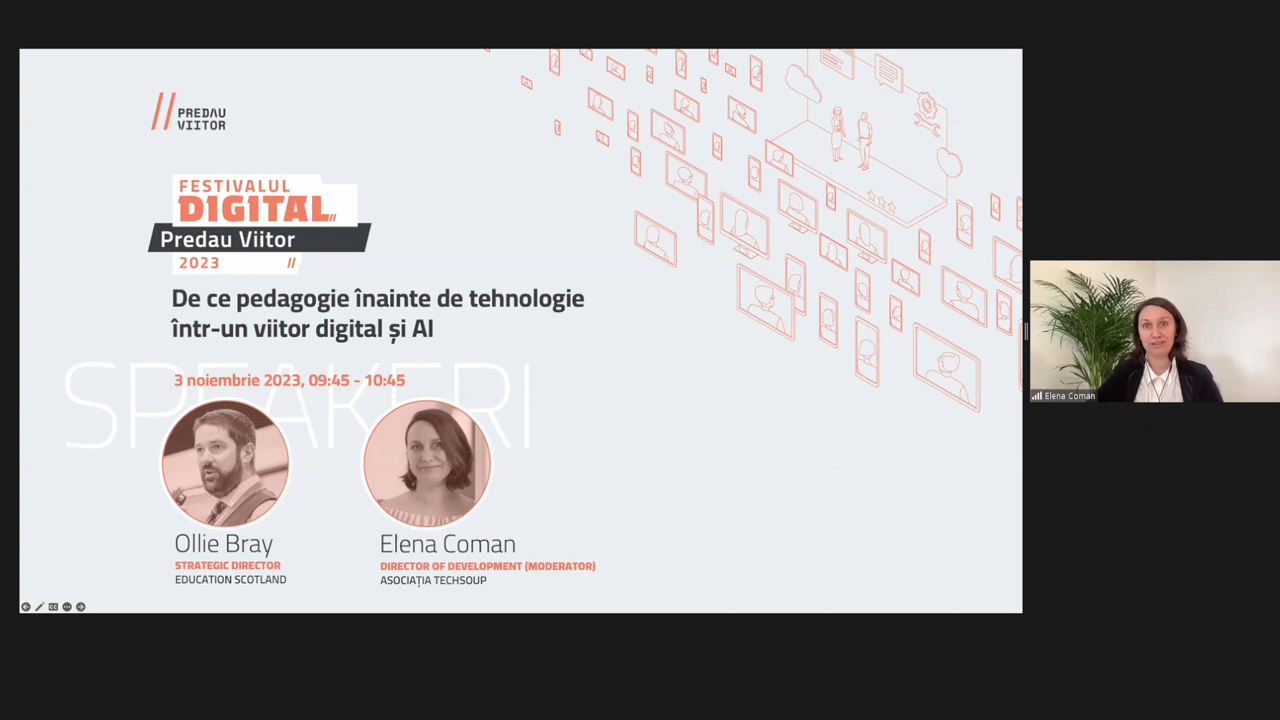 PREDAU
VIITOR
FESTIVALUL
DIGITAL
Predau Viitor
2023
De ce pedagogie înainte de tehnologie
într-un viitor digital și AI
SPEAKERI
3 noiembrie 2023, 09:45 - 10:45
Ollie Bray
STRATEGIC DIRECTOR
EDUCATION SCOTLAND
Elena Coman
DIRECTOR OF DEVELOPMENT (MODERATOR)
ASOCIAȚIA TECHSOUP
Elena Coman